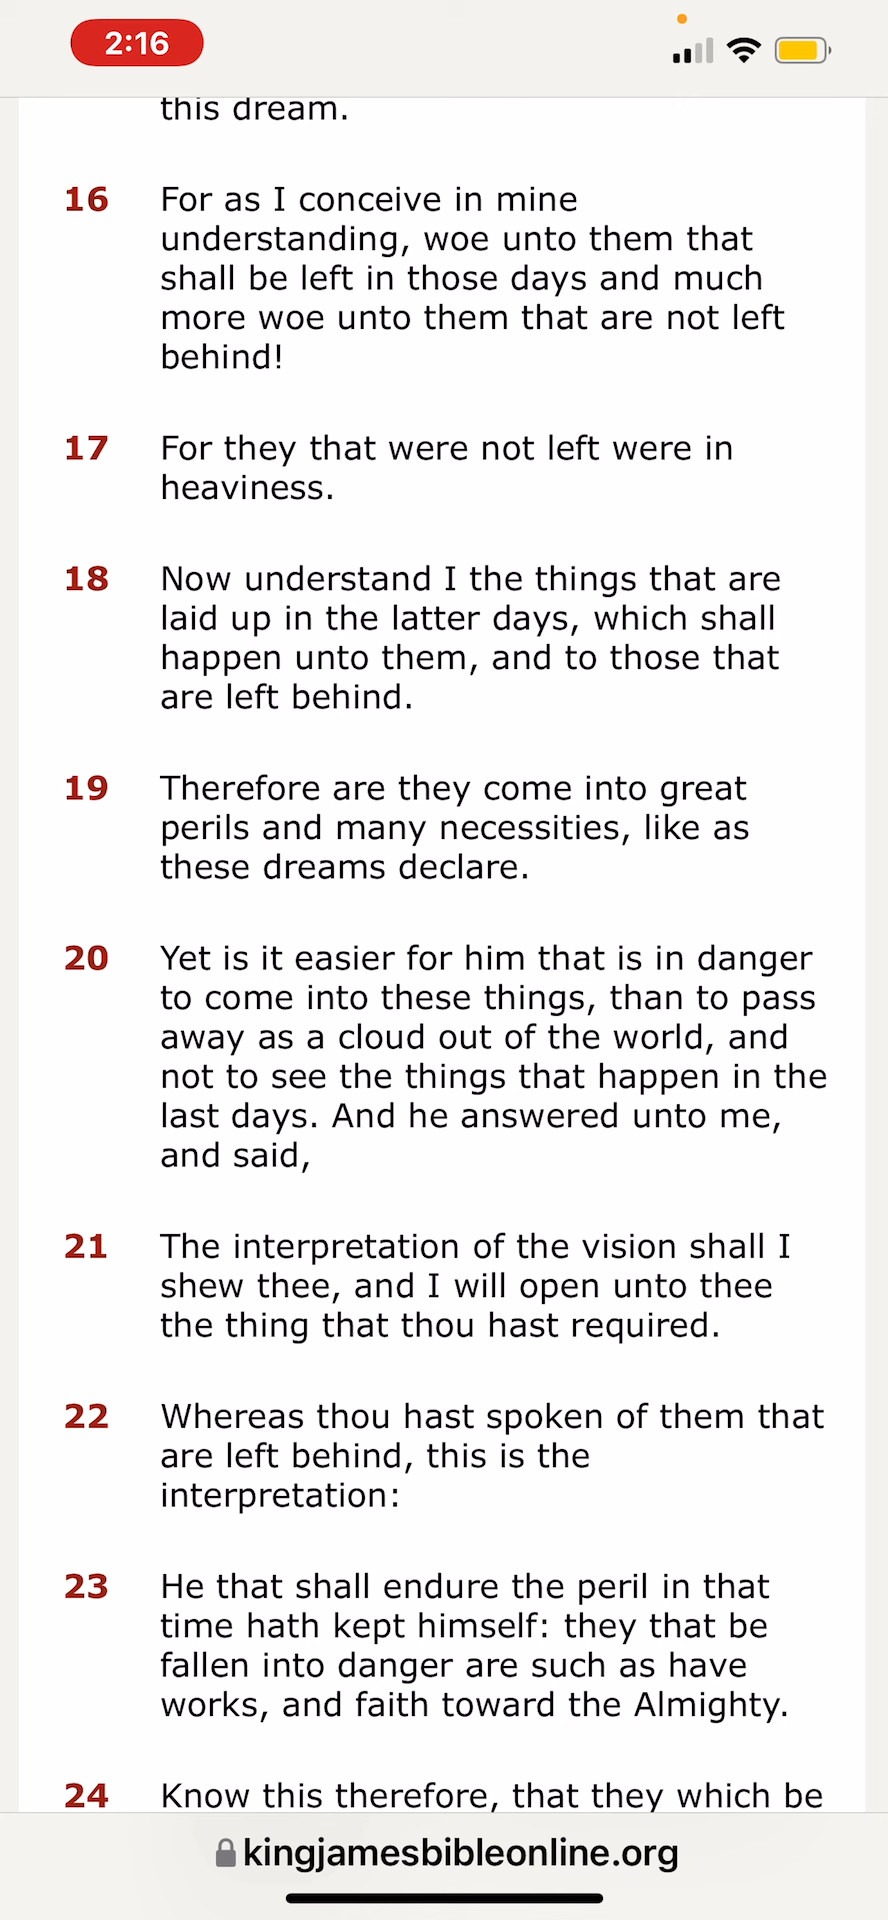 2:16
this dream.
16 For as I conceive in mine
understanding, woe unto them that
shall be left in those days and much
more woe unto them that are not left
behind!
17 For they that were not left were in
heaviness.
18 Now understand I the things that are
laid up in the latter days, which shall
happen unto them, and to those that
are left behind.
19 Therefore are they come into great
perils and many necessities, like as
these dreams declare.
20 Yet is it easier for him that is in danger
to come into these things, than to pass
away as a cloud out of the world, and
not to see the things that happen in the
last days. And he answered unto me,
and said,
21 The interpretation of the vision shall I
shew thee, and I will open unto thee
the thing that thou hast required.
22 Whereas thou hast spoken of them that
are left behind, this is the
interpretation:
23 He that shall endure the peril in that
time hath kept himself: they that be
fallen into danger are such as have
works, and faith toward the Almighty.
24 Know this therefore, that they which be
kingjamesbibleonline.org